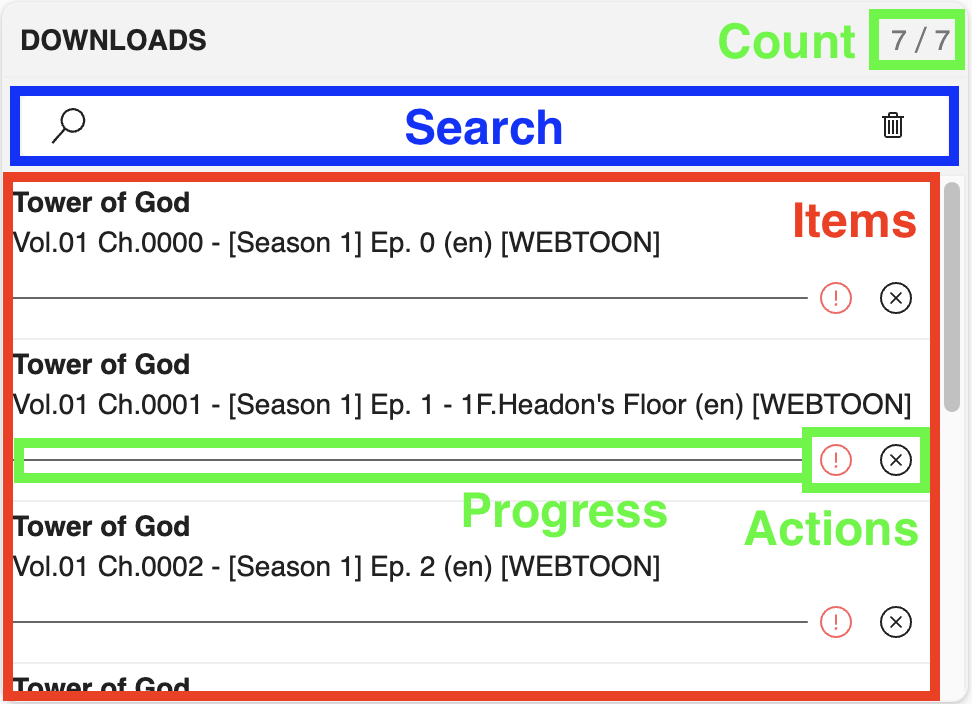 DOWNLOADS Count 7 / 7
Search
Tower of God
Items
Vol.01 Ch.0000 - [Season 1] Ep. 0 (en) [WEBTOON]
Tower of God
Vol.01 Ch.0001 - [Season 1] Ep. 1 - 1F.Headon's Floor (en) [WEBTOON]
Progress
Actions
Tower of God
Vol.01 Ch.0002 - [Season 1] Ep. 2 (en) [WEBTOON]
Tower of God